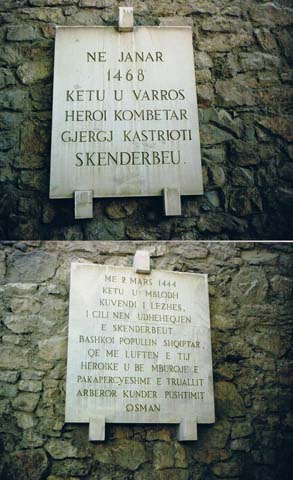 NE JANAR
1468
KETU U VARROS
HEROI KOMBETAR
GJERGJ KASTRIOTI
SKENDERBEU.
ME 2 MARS 1444
KETU U MBLODH
KUVENDI I LEZHES,
I CILI NEN UDHEHEQJEN
E SKENDERBEUT,
BASHKOI POPULLIN SHQIPTAR,
QE ME LUFTEN E TIJ
HEROIKE U BE MBUROJE E
PAKAPERCYESHME E TRUALLIT
ARBEROR KUNDER PUSHTIMIT
OSMAN